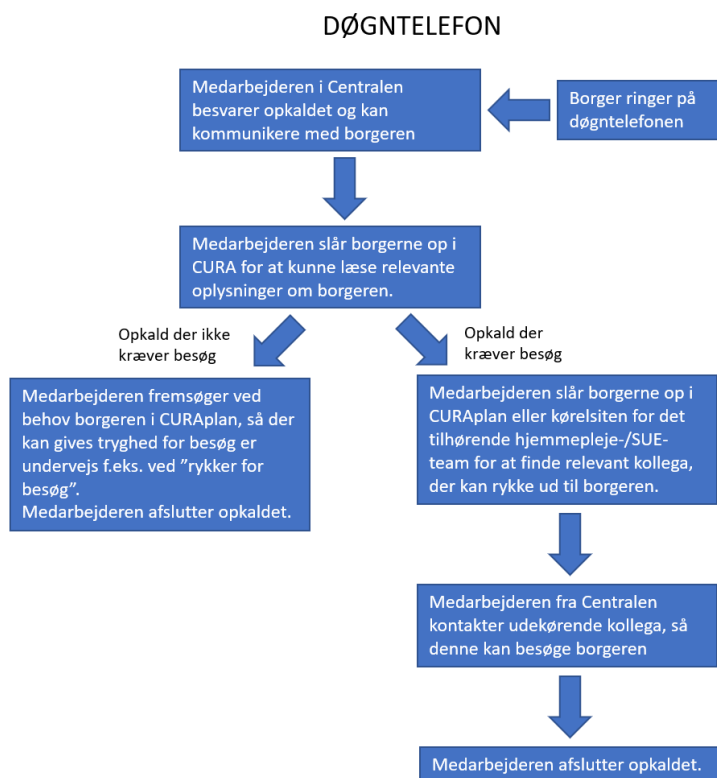 DØGNTELEFON
Medarbejderen i Centralen
besvarer opkaldet og kan
kommunikere med borgeren
Borger ringer på
døgntelefonen
Medarbejderen slår borgerne op i
CURA for at kunne læse relevante
oplysninger om borgeren.
Opkald der ikke
kræver besøg
Opkald der
kræver besøg
Medarbejderen fremsøger ved
behov borgeren i CURAplan, så der
kan gives tryghed for besøg er
undervejs f.eks. ved ”rykker for
besøg”.
Medarbejderen afslutter opkaldet.
Medarbejderen slår borgerne op i
CURAplan eller kørelsiten for det
tilhørende hjemmepleje-/SUE-
team for at finde relevant kollega,
der kan rykke ud til borgeren.
Medarbejderen fra Centralen
kontakter udekørende kollega, så
denne kan besøge borgeren
Medarbejderen afslutter opkaldet.